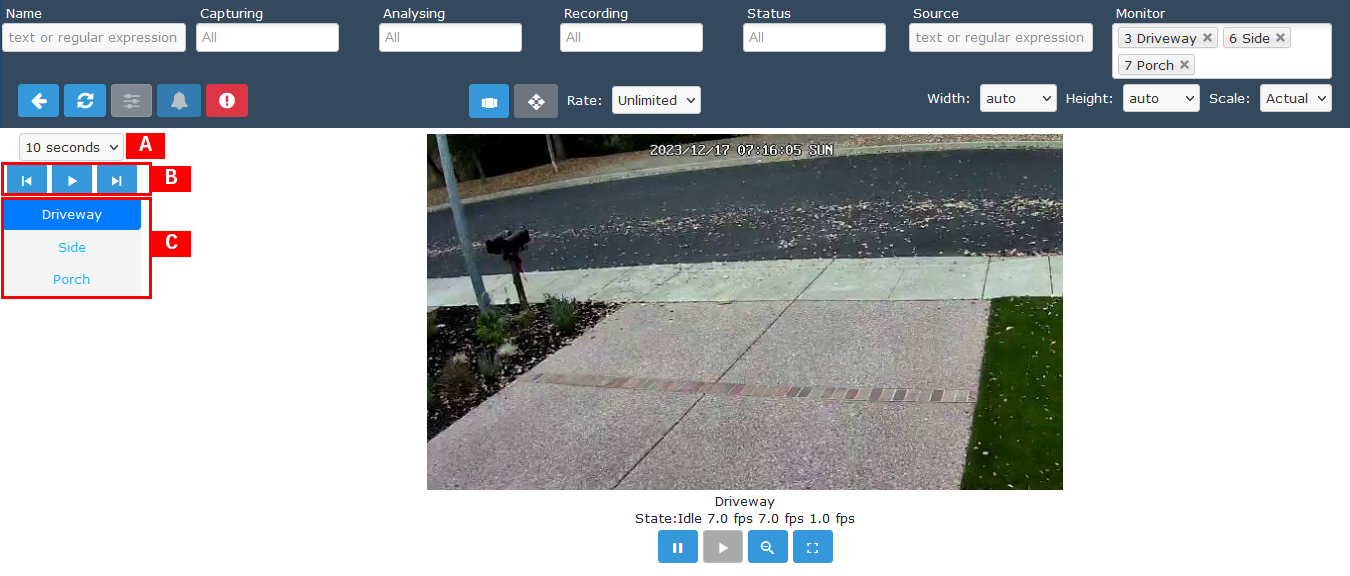 Name Capturing Analysing Recording Status Source Monitor
text or regular expression All All All All text or regular expression 3 Driveway 6 Side
7 Porch
Rate: Unlimited Width: auto Height: auto Scale: Actual
10 seconds A
B
Driveway
Side C
Porch
2023/12/17 07:16:05 SUN
Driveway
State:Idle 7.0 fps 7.0 fps 1.0 fps